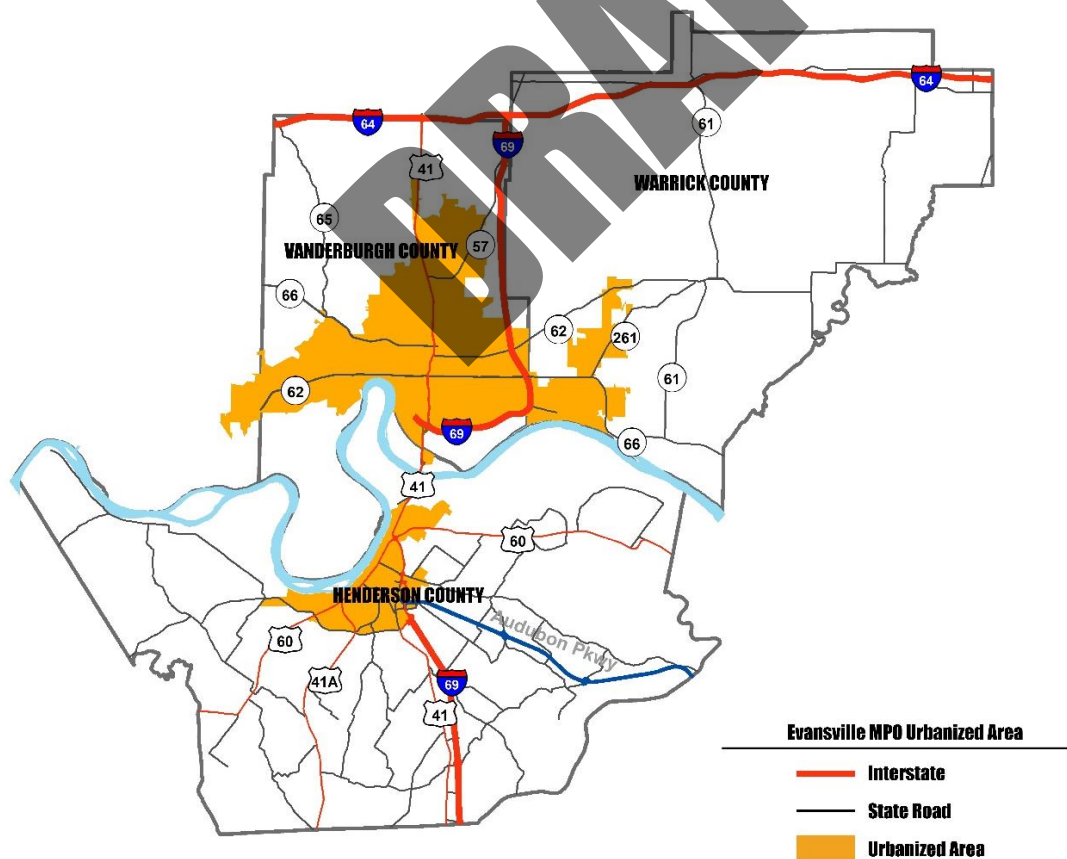 DRA
64
64
61
69
41
WARRICK COUNTY
65
57
VANDERBURGH COUNTY
66
62
261
61
62
69
66
41
60
HENDERSON COUNTY
Audubon Pkwy
60
41A
69
41
Evansville MPO Urbanized Area
Interstate
State Road
Urbanized Area